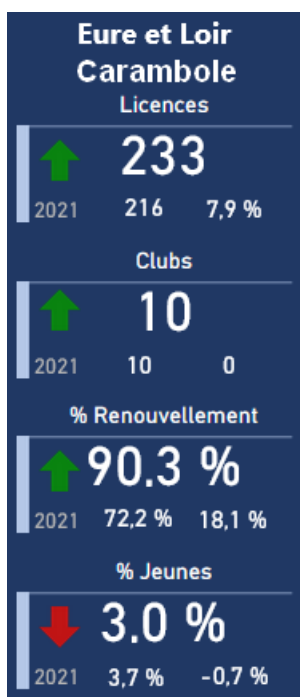 Eure et Loir
Carambole
Licences
233
2021 216 7,9 %
Clubs
10
2021 10 0
% Renouvellement
90.3 %
2021 72,2 % 18,1 %
% Jeunes
3.0 %
2021 3,7 % -0,7 %